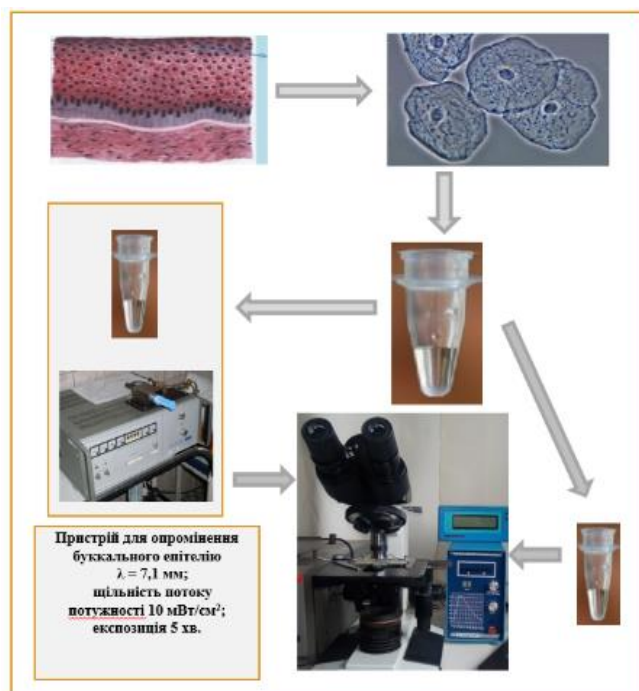 Пристрій для опромінення
буккального епітелію
λ = 7,1 мм;
щільність потоку
потужності 10 мВт/см²;
експозиція 5 хв.